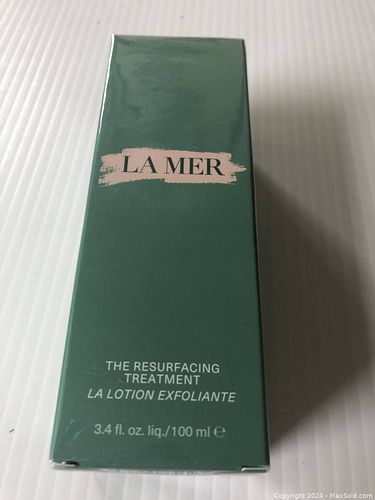 LA MER
THE RESURFACING
TREATMENT
LA LOTION EXFOLIANTE
3.4 fl. oz. liq./100 ml ℮
Copyright 2024 - MaxSold.com